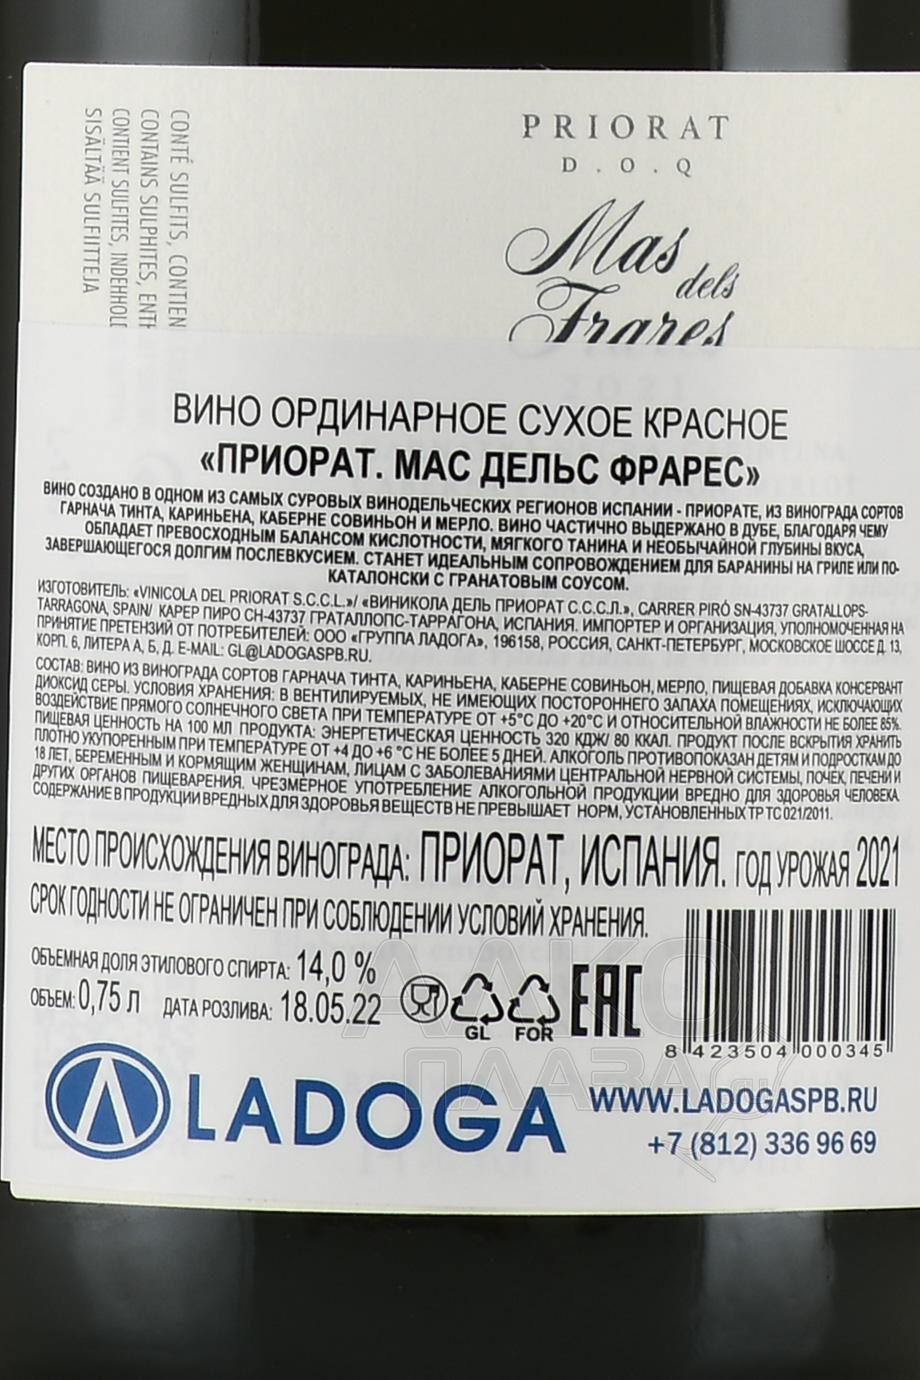 PRIORAT
D.O.Q
Mas
dels
Frares
CONTÉ SULFITS, CONTIEN
CONTAINS SULPHITES, ENTH
CONTIENT SULFITES, INDEHHOLD
SISÄLTÄÄ SULFIITTEJA
ВИНО ОРДИНАРНОЕ СУХОЕ КРАСНОЕ
«ПРИОРАТ. МАС ДЕЛЬС ФРАРЕС»
ВИНО СОЗДАНО В ОДНОМ ИЗ САМЫХ СУРОВЫХ ВИНОДЕЛЬЧЕСКИХ РЕГИОНОВ ИСПАНИИ - ПРИОРАТЕ, ИЗ ВИНОГРАДА СОРТОВ
ГАРНАЧА ТИНТА, КАРИНЬЕНА, КАБЕРНЕ СОВИНЬОН И МЕРЛО. ВИНО ЧАСТИЧНО ВЫДЕРЖАНО В ДУБЕ, БЛАГОДАРЯ ЧЕМУ
ОБЛАДАЕТ ПРЕВОСХОДНЫМ БАЛАНСОМ КИСЛОТНОСТИ, МЯГКОГО ТАНИНА И НЕОБЫЧАЙНОЙ ГЛУБИНЫ ВКУСА,
ЗАВЕРШАЮЩЕГОСЯ ДОЛГИМ ПОСЛЕВКУСИЕМ. СТАНЕТ ИДЕАЛЬНЫМ СОПРОВОЖДЕНИЕМ ДЛЯ БАРАНИНЫ НА ГРИЛЕ ИЛИ ПО-
КАТАЛОНСКИ С ГРАНАТОВЫМ СОУСОМ.
ИЗГОТОВИТЕЛЬ: «VINICOLA DEL PRIORAT S.C.C.L.»/ «ВИНИКОЛА ДЕЛЬ ПРИОРАТ С.С.С.Л.», CARRER PIRÓ SN-43737 GRATALLOPS-
TARRAGONA, SPAIN/ КАРЕР ПИРО СН-43737 ГРАТАЛЛОПС-ТАРРАГОНА, ИСПАНИЯ. ИМПОРТЕР И ОРГАНИЗАЦИЯ, УПОЛНОМОЧЕННАЯ НА
ПРИНЯТИЕ ПРЕТЕНЗИЙ ОТ ПОТРЕБИТЕЛЕЙ: ООО «ГРУППА ЛАДОГА», 196158, РОССИЯ, САНКТ-ПЕТЕРБУРГ, МОСКОВСКОЕ ШОССЕ Д. 13,
КОРП. 6, ЛИТЕРА А, Б, Д. E-MAIL: GL@LADOGASPB.RU.
СОСТАВ: ВИНО ИЗ ВИНОГРАДА СОРТОВ ГАРНАЧА ТИНТА, КАРИНЬЕНА, КАБЕРНЕ СОВИНЬОН, МЕРЛО, ПИЩЕВАЯ ДОБАВКА КОНСЕРВАНТ
ДИОКСИД СЕРЫ. УСЛОВИЯ ХРАНЕНИЯ: В ВЕНТИЛИРУЕМЫХ, НЕ ИМЕЮЩИХ ПОСТОРОННЕГО ЗАПАХА ПОМЕЩЕНИЯХ, ИСКЛЮЧАЮЩИХ
ВОЗДЕЙСТВИЕ ПРЯМОГО СОЛНЕЧНОГО СВЕТА ПРИ ТЕМПЕРАТУРЕ ОТ +5°С ДО +20°С И ОТНОСИТЕЛЬНОЙ ВЛАЖНОСТИ НЕ БОЛЕЕ 85%.
ПИЩЕВАЯ ЦЕННОСТЬ НА 100 МЛ ПРОДУКТА: ЭНЕРГЕТИЧЕСКАЯ ЦЕННОСТЬ 320 КДЖ/ 80 ККАЛ. ПРОДУКТ ПОСЛЕ ВСКРЫТИЯ ХРАНИТЬ
ПЛОТНО УКУПОРЕННЫМ ПРИ ТЕМПЕРАТУРЕ ОТ +4 ДО +6 °С НЕ БОЛЕЕ 5 ДНЕЙ. АЛКОГОЛЬ ПРОТИВОПОКАЗАН ДЕТЯМ И ПОДРОСТКАМ ДО
18 ЛЕТ, БЕРЕМЕННЫМ И КОРМЯЩИМ ЖЕНЩИНАМ, ЛИЦАМ С ЗАБОЛЕВАНИЯМИ ЦЕНТРАЛЬНОЙ НЕРВНОЙ СИСТЕМЫ, ПОЧЕК, ПЕЧЕНИ И
ДРУГИХ ОРГАНОВ ПИЩЕВАРЕНИЯ. ЧРЕЗМЕРНОЕ УПОТРЕБЛЕНИЕ АЛКОГОЛЬНОЙ ПРОДУКЦИИ ВРЕДНО ДЛЯ ЗДОРОВЬЯ ЧЕЛОВЕКА.
СОДЕРЖАНИЕ В ПРОДУКЦИИ ВРЕДНЫХ ДЛЯ ЗДОРОВЬЯ ВЕЩЕСТВ НЕ ПРЕВЫШАЕТ НОРМ, УСТАНОВЛЕННЫХ ТР ТС 021/2011.
МЕСТО ПРОИСХОЖДЕНИЯ ВИНОГРАДА: ПРИОРАТ, ИСПАНИЯ. ГОД УРОЖАЯ 2021
СРОК ГОДНОСТИ НЕ ОГРАНИЧЕН ПРИ СОБЛЮДЕНИИ УСЛОВИЙ ХРАНЕНИЯ.
ОБЪЕМНАЯ ДОЛЯ ЭТИЛОВОГО СПИРТА: 14,0 %
ОБЪЕМ: 0,75 Л ДАТА РОЗЛИВА: 18.05.22
GL FOR EAC
8 423504 000345
LADOGA
WWW.LADOGASPB.RU
+7 (812) 336 96 69
АЛКО
ПЛАЗА.ру